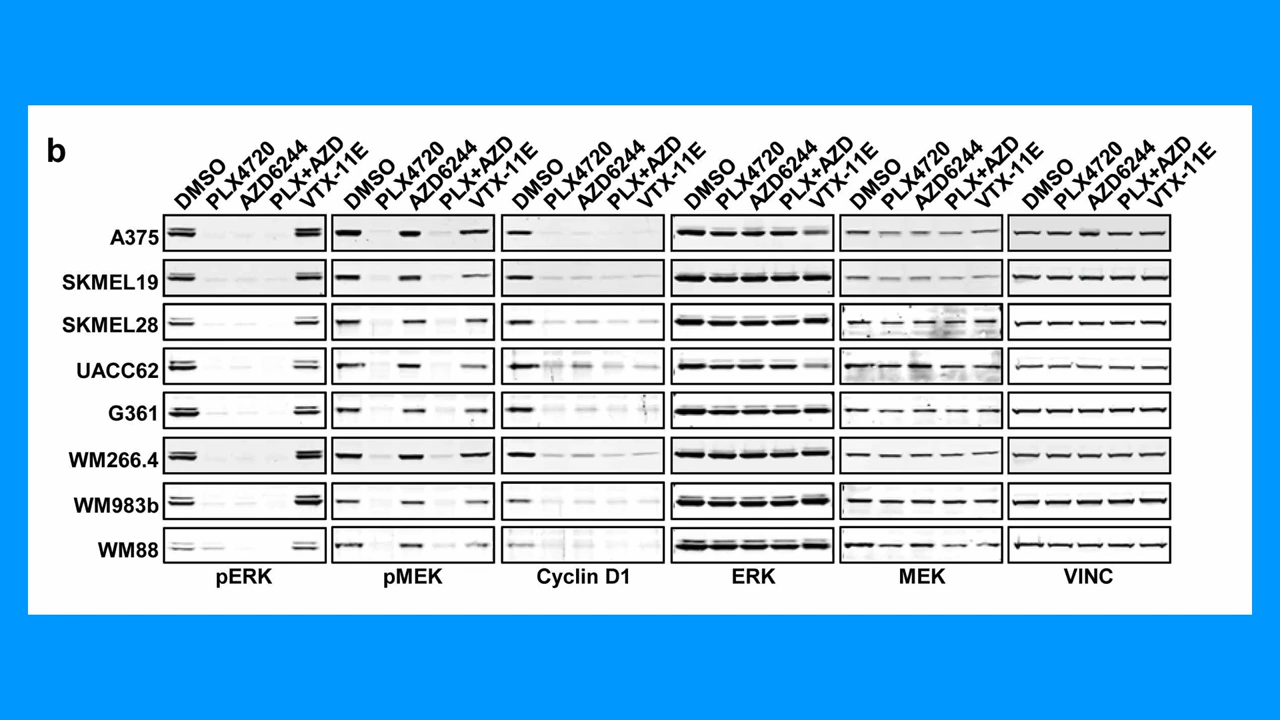 b
DMSO PLX4720 AZD6244 PLX+AZD VTX-11E DMSO PLX4720 AZD6244 PLX+AZD VTX-11E DMSO PLX4720 AZD6244 PLX+AZD VTX-11E DMSO PLX4720 AZD6244 PLX+AZD VTX-11E DMSO PLX4720 AZD6244 PLX+AZD VTX-11E DMSO PLX4720 AZD6244 PLX+AZD VTX-11E
A375
SKMEL19
SKMEL28
UACC62
G361
WM266.4
WM983b
WM88
pERK pMEK Cyclin D1 ERK MEK VINC